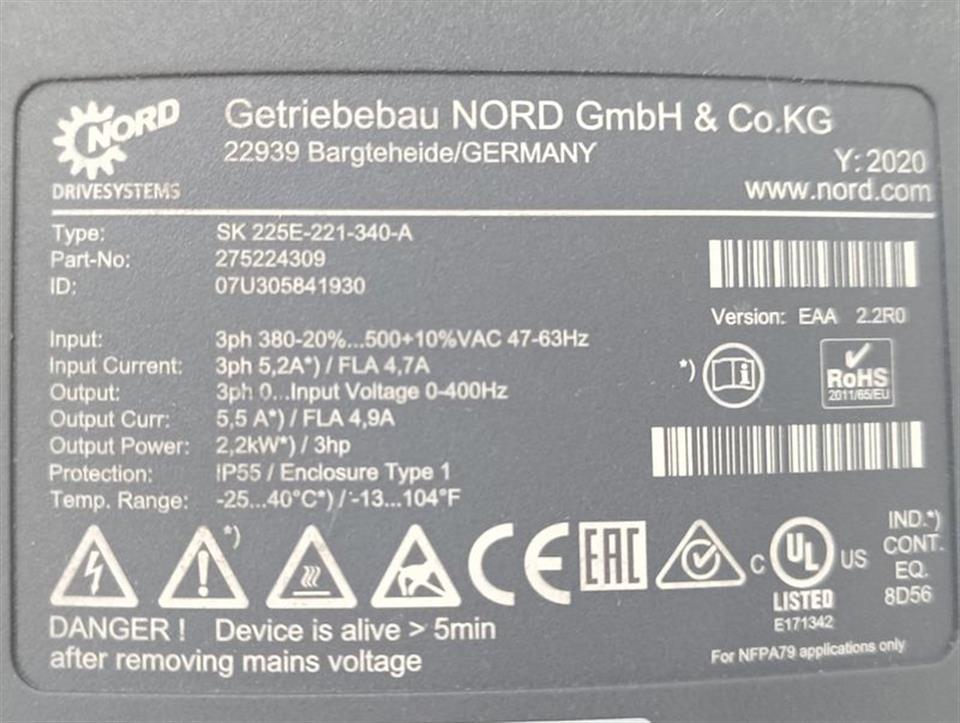 NORD
DRIVESYSTEMS
Getriebebau NORD GmbH & Co.KG
22939 Bargteheide/GERMANY
Y: 2020
www.nord.com
Type: SK 225E-221-340-A
Part-No: 275224309
ID: 07U305841930
Version: EAA 2.2R0
Input: 3ph 380-20%...500+10%VAC 47-63Hz
Input Current: 3ph 5,2A*) / FLA 4,7A
Output: 3ph 0...Input Voltage 0-400Hz
Output Curr: 5,5 A*) / FLA 4,9A
Output Power: 2,2kW*) / 3hp
Protection: IP55 / Enclosure Type 1
Temp. Range: -25...40°C*) / -13...104°F
*)
RoHS
2011/65/EU
*)
CE
EAC
C UL US
LISTED
E171342
IND.*)
CONT.
EQ.
8D56
DANGER ! Device is alive > 5min
after removing mains voltage
For NFPA79 applications only